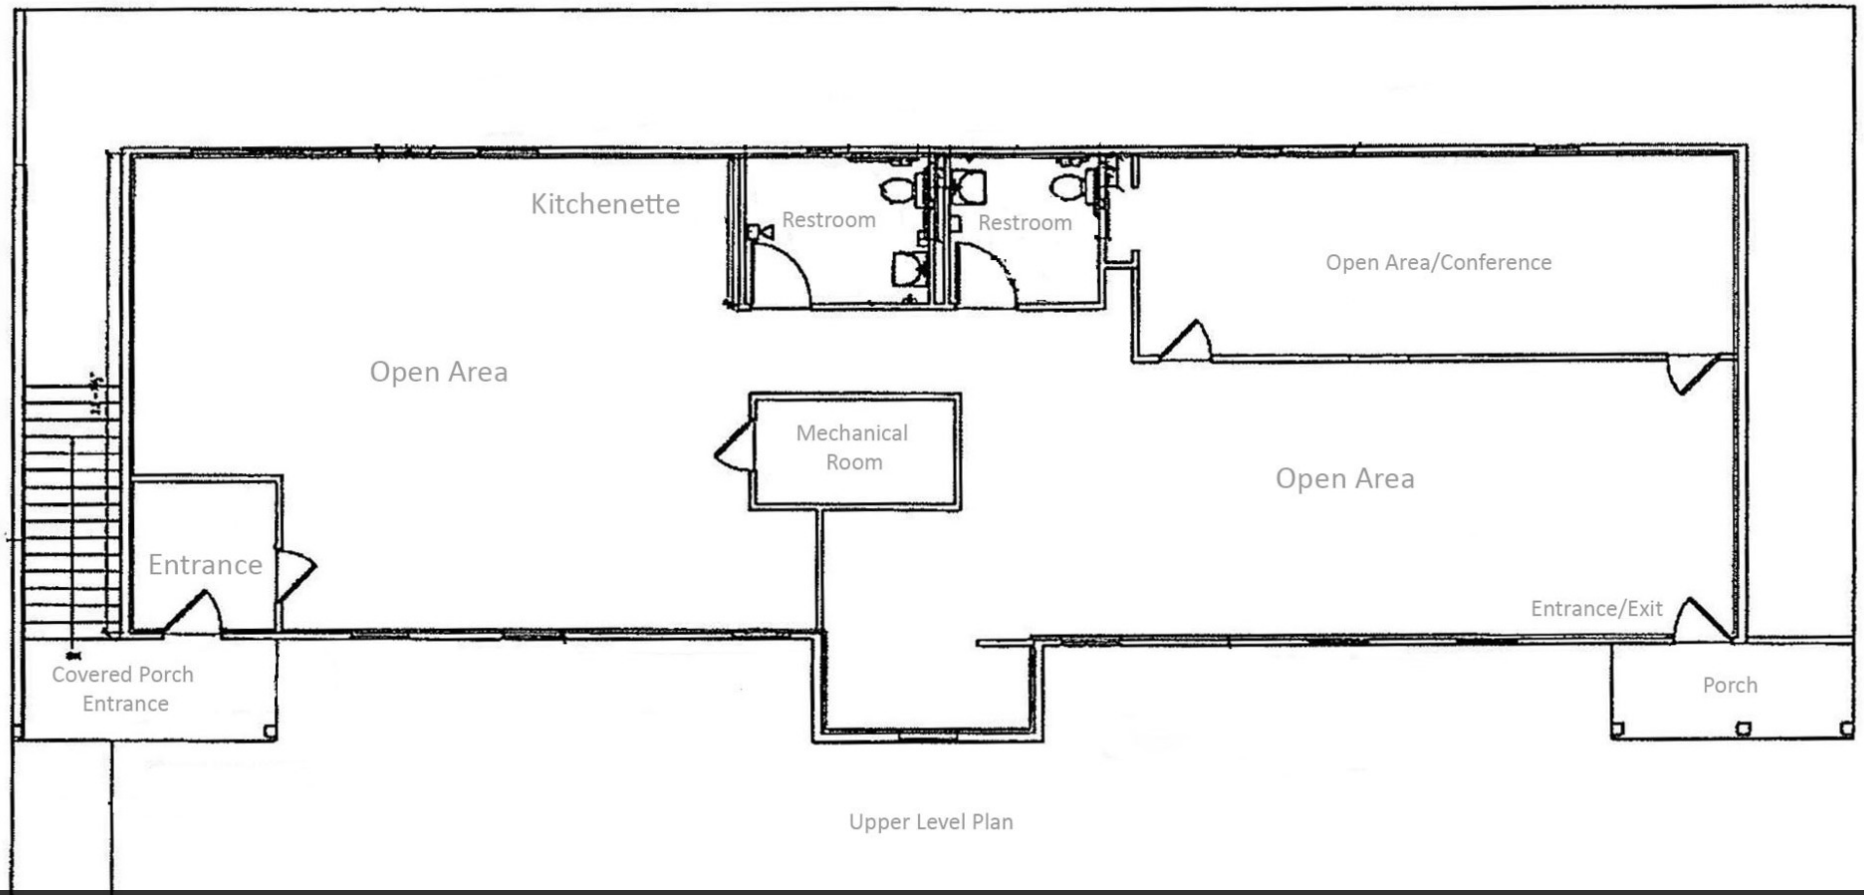 Kitchenette
Restroom
Restroom
Open Area/Conference
Open Area
Mechanical
Room
Open Area
Entrance
Entrance/Exit
Covered Porch
Entrance
Porch
Upper Level Plan